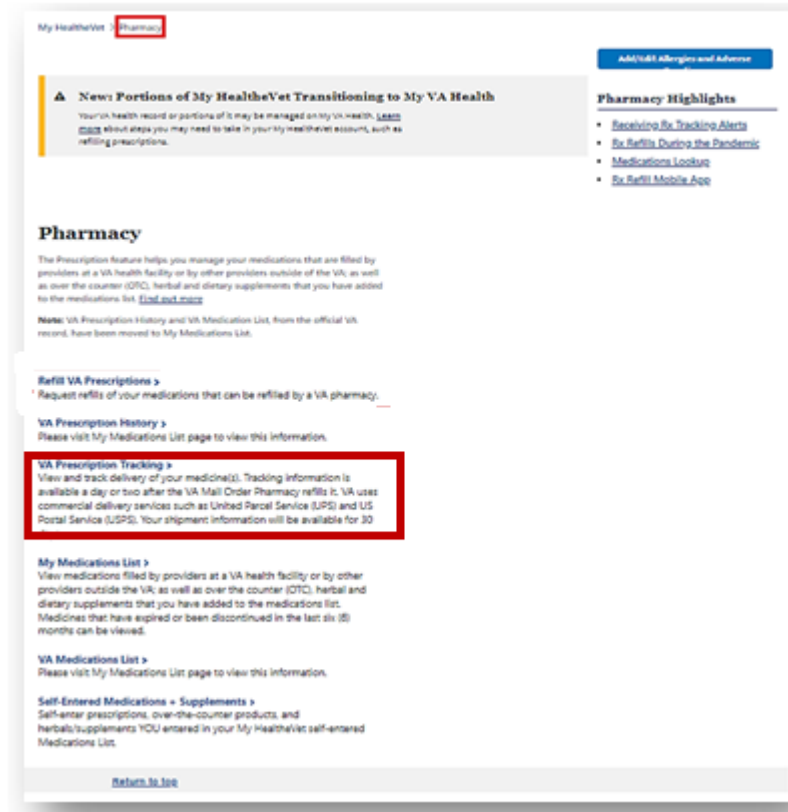 My HealtheVet > Pharmacy
Add/Edit Allergies and Adverse
New: Portions of My HealtheVet Transitioning to My VA Health
Your VA health record or portions of it may be managed on My VA Health. Learn
more about steps you may need to take in your My HealtheVet account, such as
refilling prescriptions.
Pharmacy Highlights
Receiving Rx Tracking Alerts
Rx Refills During the Pandemic
Medications Lookup
Rx Refill Mobile App
Pharmacy
The Prescription feature helps you manage your medications that are filled by
providers at a VA health facility or by other providers outside of the VA; as well
as over the counter (OTC), herbal and dietary supplements that you have added
to the medications list. Find out more
Note: VA Prescription History and VA Medication List, from the official VA
record, have been moved to My Medications List.
Refill VA Prescriptions >
Request refills of your medications that can be refilled by a VA pharmacy.
VA Prescription History >
Please visit My Medications List page to view this information.
VA Prescription Tracking >
View and track delivery of your medicine(s). Tracking information is
available a day or two after the VA Mail Order Pharmacy refills it. VA uses
commercial delivery services such as United Parcel Service (UPS) and US
Postal Service (USPS). Your shipment information will be available for 30
My Medications List >
View medications filled by providers at a VA health facility or by other
providers outside the VA; as well as over the counter (OTC), herbal and
dietary supplements that you have added to the medications list.
Medicines that have expired or been discontinued in the last six (6)
months can be viewed.
VA Medications List >
Please visit My Medications List page to view this information.
Self-Entered Medications + Supplements >
Self-enter prescriptions, over-the-counter products, and
herbals/supplements YOU entered in your My HealtheVet self-entered
Medications List.
Return to top